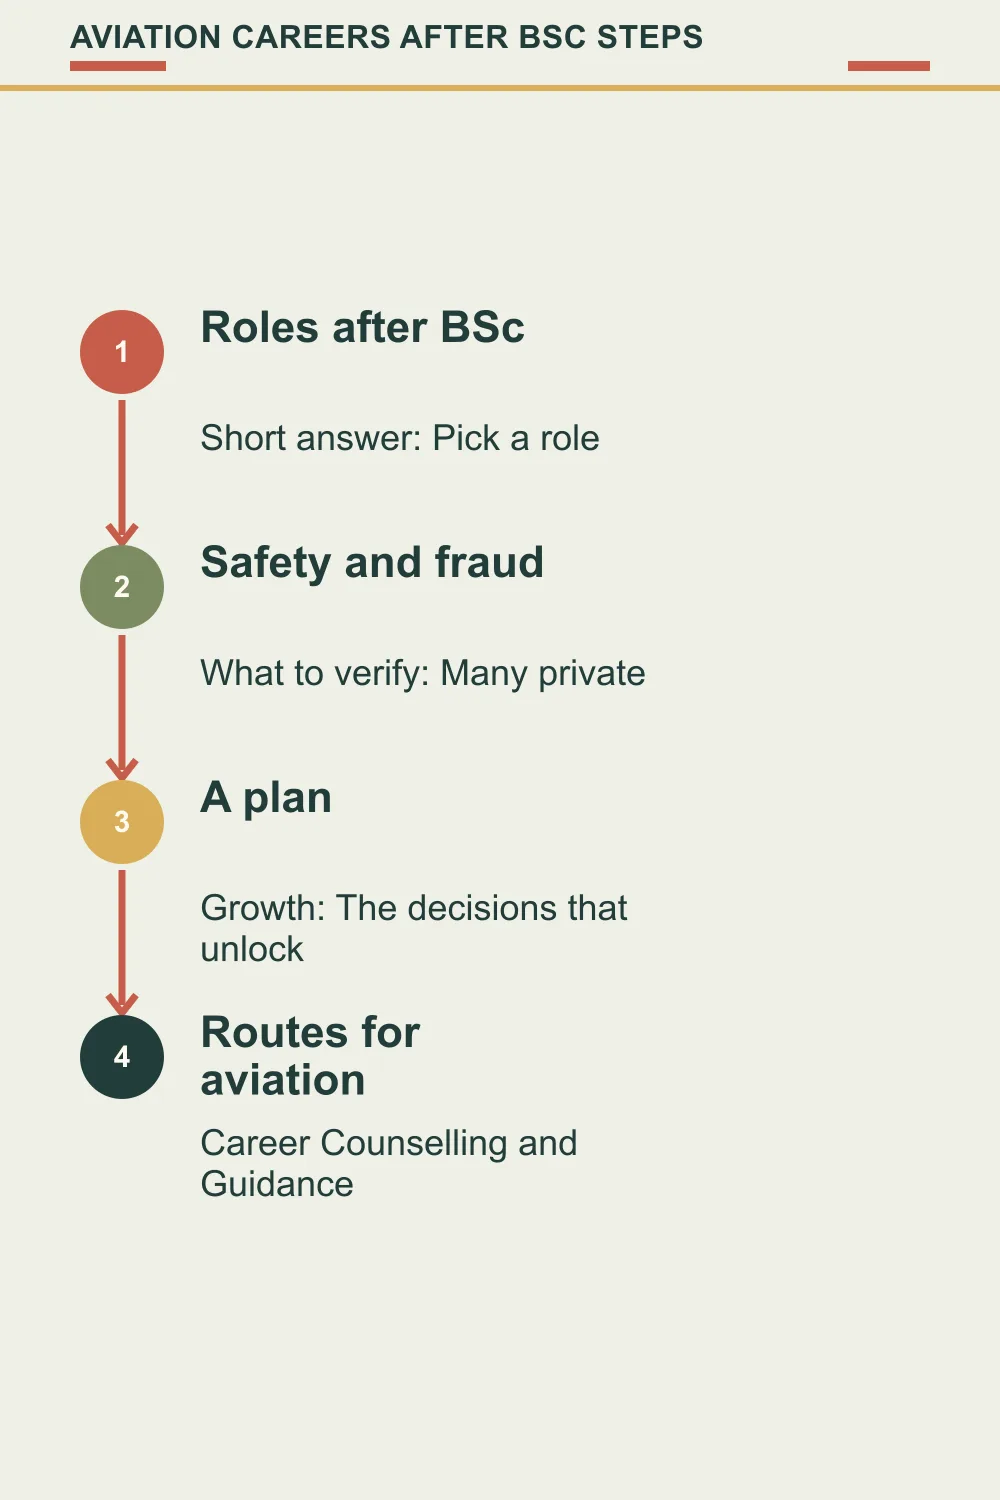 AVIATION CAREERS AFTER BSC STEPS
1
Roles after BSc
Short answer: Pick a role
2
Safety and fraud
What to verify: Many private
3
A plan
Growth: The decisions that
unlock
4
Routes for
aviation
Career Counselling and
Guidance